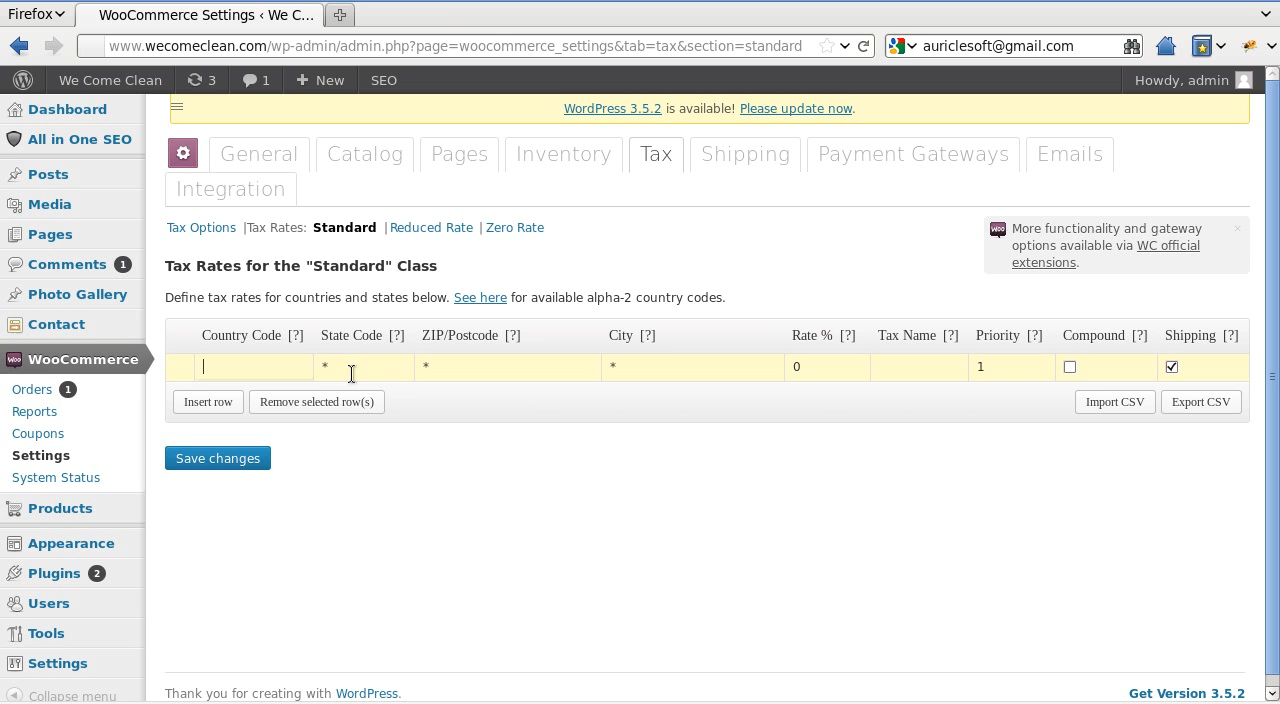 Firefox
WooCommerce Settings ‹ We C...
www.wecomeclean.com/wp-admin/admin.php?page=woocommerce_settings&tab=tax&section=standard
auriclesoft@gmail.com
We Come Clean 3 1 New SEO Howdy, admin
Dashboard
All in One SEO
Posts
Media
Pages
Comments 1
Photo Gallery
Contact
WooCommerce
Orders 1
Reports
Coupons
Settings
System Status
Products
Appearance
Plugins 2
Users
Tools
Settings
Collapse menu
WordPress 3.5.2 is available! Please update now.
General Catalog Pages Inventory Tax Shipping Payment Gateways Emails
Integration
Tax Options |Tax Rates: Standard |Reduced Rate | Zero Rate
Woo More functionality and gateway
options available via WC official
extensions.
×
Tax Rates for the "Standard" Class
Define tax rates for countries and states below. See here for available alpha-2 country codes.
Country Code [?] State Code [?] ZIP/Postcode [?] City [?] Rate % [?] Tax Name [?] Priority [?] Compound [?] Shipping [?]
* * * 0 1
Insert row Remove selected row(s) Import CSV Export CSV
Save changes
Thank you for creating with WordPress. Get Version 3.5.2